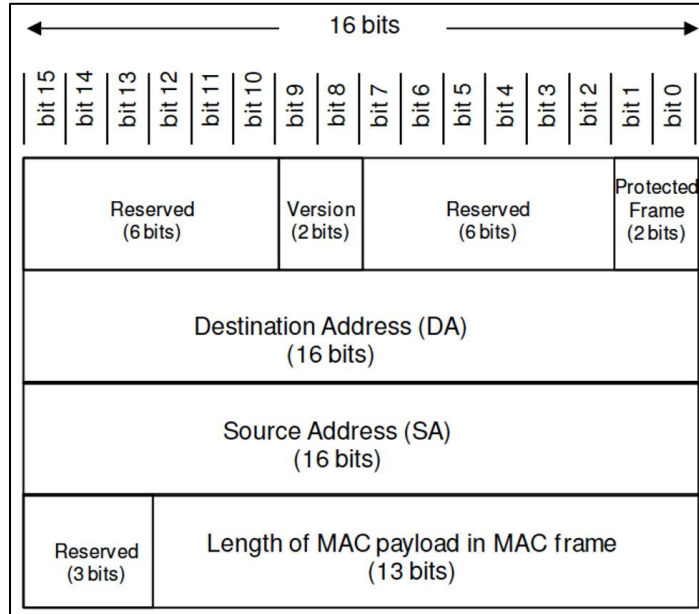 16 bits
bit 15
bit 14
bit 13
bit 12
bit 11
bit 10
bit 9
bit 8
bit 7
bit 6
bit 5
bit 4
bit 3
bit 2
bit 1
bit 0
Reserved
(6 bits)
Version
(2 bits)
Reserved
(6 bits)
Protected
Frame
(2 bits)
Destination Address (DA)
(16 bits)
Source Address (SA)
(16 bits)
Reserved
(3 bits)
Length of MAC payload in MAC frame
(13 bits)